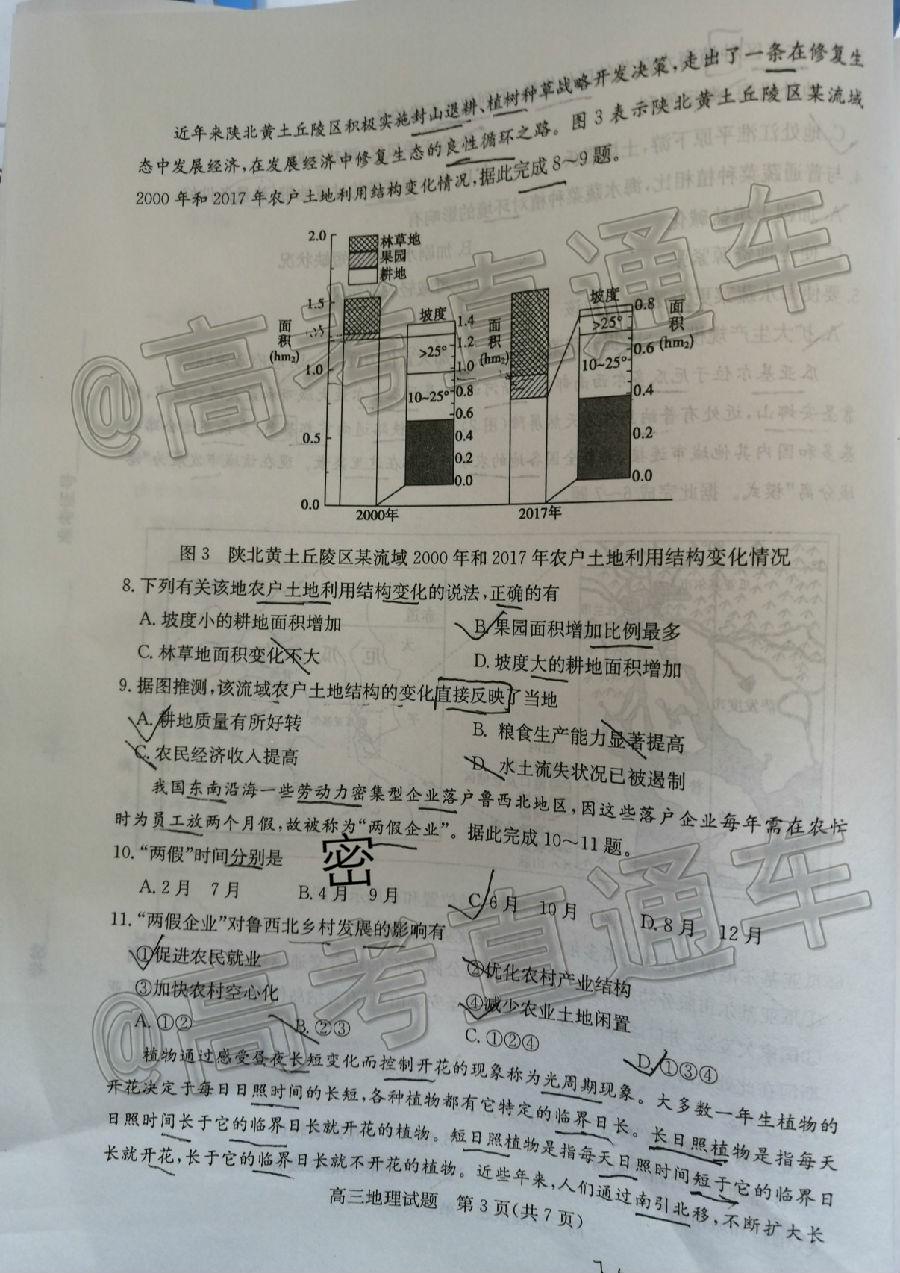 近年来陕北黄土丘陵区积极实施封山退耕、植树种草战略开发决策,走出了一条在修复生
态中发展经济,在发展经济中修复生态的良性循环之路。图3表示陕北黄土丘陵区某流域
2000年和2017年农户土地利用结构变化情况,据此完成8~9题。
2.0
1.5
1.0
0.5
0.0
面积(hm₂)
林草地
果园
耕地
坡度
>25°
10~25°
1.4
1.2
1.0
0.8
0.6
0.4
0.2
0.0
面积(hm₂)
坡度
>25°
10~25°
0.8
0.6
0.4
0.2
0.0
面积(hm₂)
2000年
2017年
图3 陕北黄土丘陵区某流域2000年和2017年农户土地利用结构变化情况
8.下列有关该地农户土地利用结构变化的说法,正确的有
A.坡度小的耕地面积增加 B.果园面积增加比例最多
C.林草地面积变化不大 D.坡度大的耕地面积增加
9.据图推测,该流域农户土地结构的变化直接反映了当地
A.耕地质量有所好转 B.粮食生产能力显著提高
C.农民经济收入提高 D.水土流失状况已被遏制
我国东南沿海一些劳动力密集型企业落户鲁西北地区,因这些落户企业每年需在农忙
时为员工放两个月假,故被称为“两假企业”。据此完成10~11题。
10.“两假”时间分别是
密
A.2月 7月 B.4月 9月 C.6月 10月 D.8月 12月
11.“两假企业”对鲁西北乡村发展的影响有
①促进农民就业 ②优化农村产业结构
③加快农村空心化 ④减少农业土地闲置
A.①② B.②③ C.①②④ D.①③④
植物通过感受昼夜长短变化而控制开花的现象称为光周期现象。大多数一年生植物的
开花决定于每日日照时间的长短,各种植物都有它特定的临界日长。长日照植物是指每天
日照时间长于它的临界日长就开花的植物。短日照植物是指每天日照时间短于它的临界日
长就开花,长于它的临界日长就不开花的植物。近些年来,人们通过南引北移,不断扩大长
高三地理试题 第3页(共7页)
@高考直通车
@高考直通车